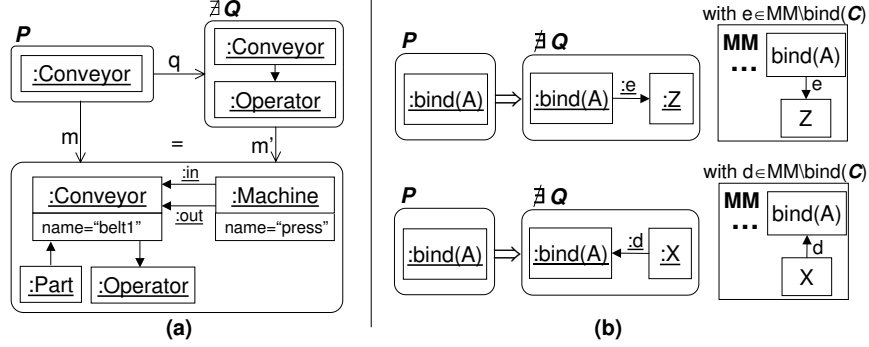 P
∄ Q
:Conveyor
q
:Conveyor
:Operator
m
=
m'
:Conveyor
:in
:Machine
name="belt1"
:out
name="press"
:Part
:Operator
(a)
P
∄ Q
:bind(A)
:bind(A)
:e
:Z
with e∈MM\bind(C)
MM
...
bind(A)
e
Z
P
∄ Q
:bind(A)
:bind(A)
:d
:X
with d∈MM\bind(C)
MM
...
bind(A)
d
X
(b)